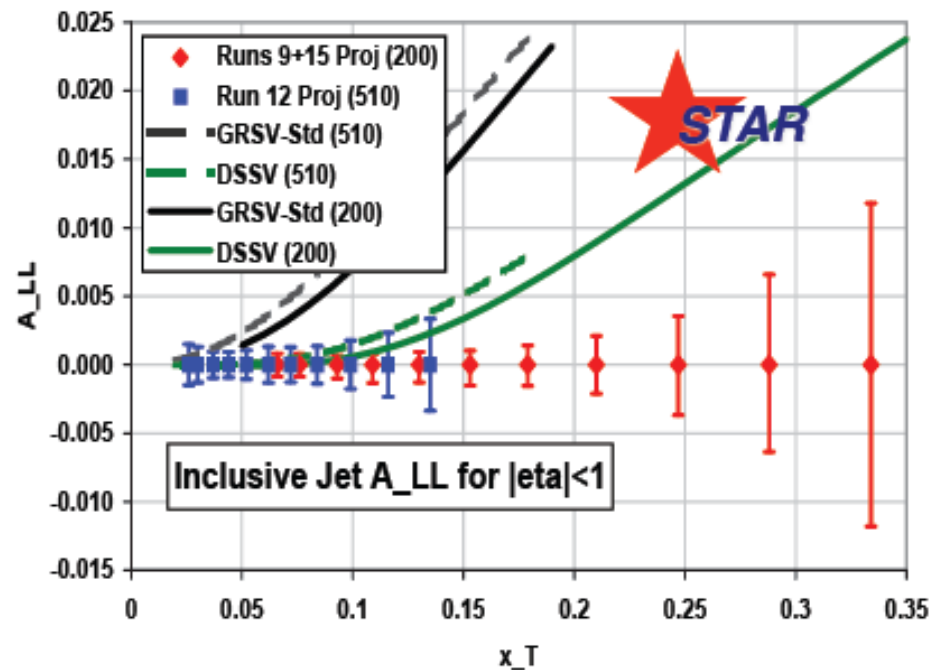 0.025
0.020
0.015
0.010
0.005
0.000
-0.005
-0.010
-0.015
A_LL
Runs 9+15 Proj (200)
Run 12 Proj (510)
GRSV-Std (510)
DSSV (510)
GRSV-Std (200)
DSSV (200)
STAR
Inclusive Jet A_LL for |eta|<1
0 0.05 0.1 0.15 0.2 0.25 0.3 0.35
x_T